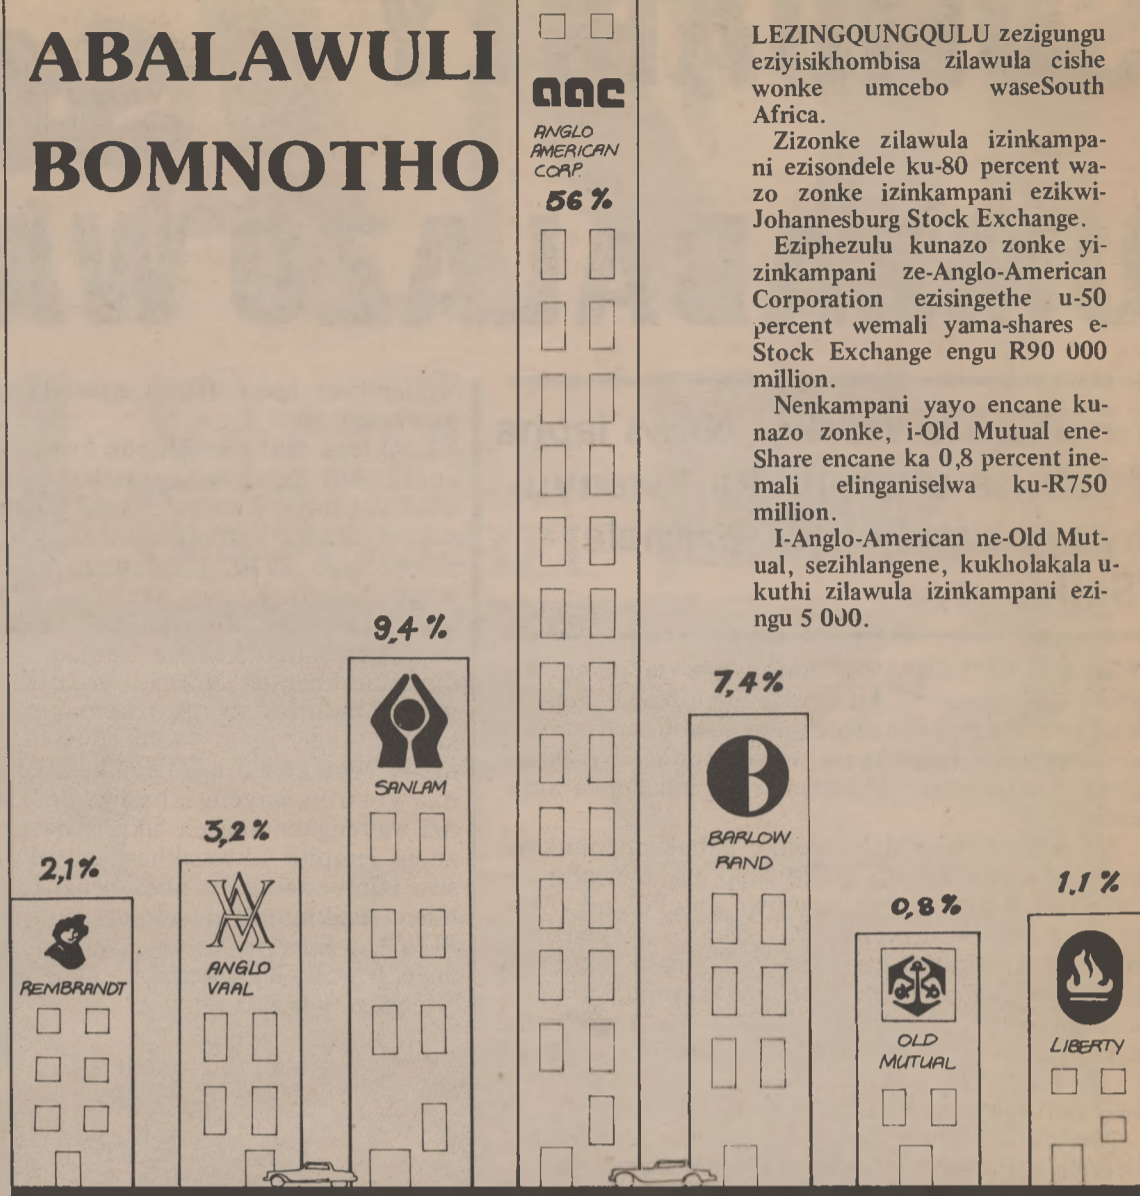 ABALAWULI
BOMNOTHO
LEZINGQUNGQULU zezigungu
eziyisikhombisa zilawula cishe
wonke umcebo waseSouth
Africa.
Zizonke zilawula izinkampa-
ni ezisondele ku-80 percent wa-
zo zonke izinkampani ezikwi-
Johannesburg Stock Exchange.
Eziphezulu kunazo zonke yi-
zinkampani ze-Anglo-American
Corporation ezisingethe u-50
percent wemali yama-shares e-
Stock Exchange engu R90 000
million.
Nenkampani yayo encane ku-
nazo zonke, i-Old Mutual ene-
Share encane ka 0,8 percent ine-
mali elinganiselwa ku-R750
million.
I-Anglo-American ne-Old Mut-
ual, sezihlangene, kukholakala u-
kuthi zilawula izinkampani ezi-
ngu 5 000.
2,1%
REMBRANDT
3,2%
ANGLO
VAAL
9,4%
SANLAM
aac
ANGLO
AMERICAN
CORP.
56%
7,4%
BARLOW
RAND
0,8%
OLD
MUTUAL
1.1%
LIBERTY